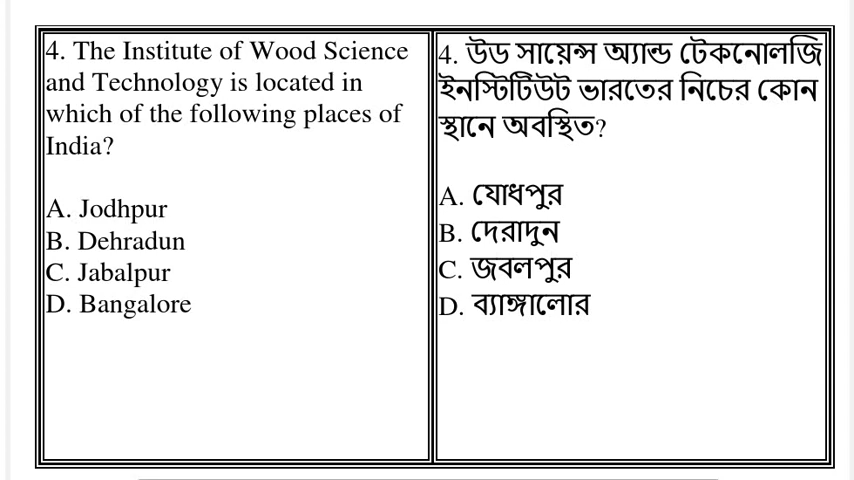 4. The Institute of Wood Science
and Technology is located in
which of the following places of
India?
A. Jodhpur
B. Dehradun
C. Jabalpur
D. Bangalore
4. উড সায়েন্স অ্যান্ড টেকনোলজি
ইনস্টিটিউট ভারতের নিচের কোন
স্থানে অবস্থিত?
A. যোধপুর
B. দেরাদুন
C. জবলপুর
D. ব্যাঙ্গালোর